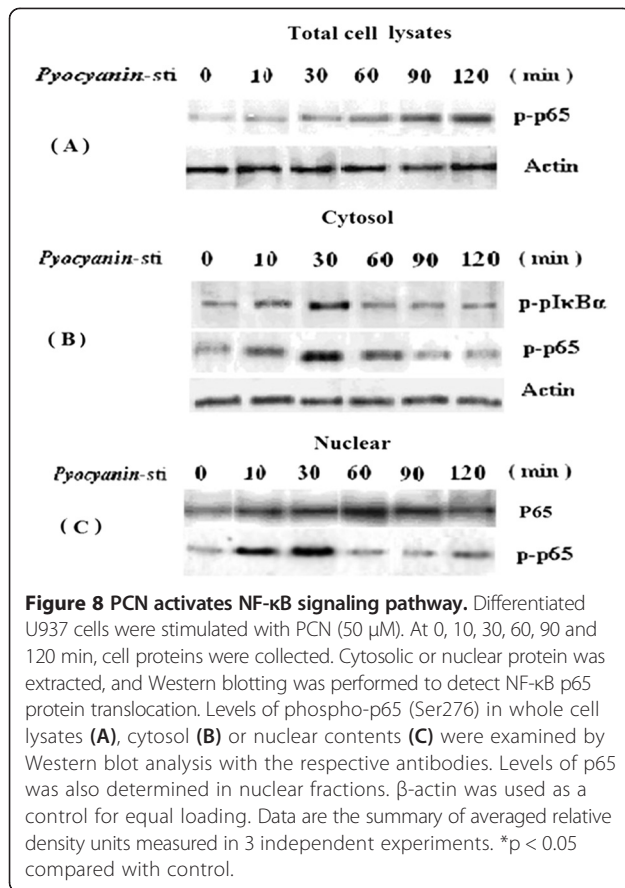 Total cell lysates
Pyocyanin-sti 0 10 30 60 90 120 ( min )
p-p65
( A )
Actin
Cytosol
Pyocyanin-sti 0 10 30 60 90 120 ( min )
p-pIκBα
( B )
p-p65
Actin
Nuclear
Pyocyanin-sti 0 10 30 60 90 120 ( min )
P65
( C )
p-p65
Figure 8 PCN activates NF-κB signaling pathway. Differentiated
U937 cells were stimulated with PCN (50 μM). At 0, 10, 30, 60, 90 and
120 min, cell proteins were collected. Cytosolic or nuclear protein was
extracted, and Western blotting was performed to detect NF-κB p65
protein translocation. Levels of phospho-p65 (Ser276) in whole cell
lysates (A), cytosol (B) or nuclear contents (C) were examined by
Western blot analysis with the respective antibodies. Levels of p65
was also determined in nuclear fractions. β-actin was used as a
control for equal loading. Data are the summary of averaged relative
density units measured in 3 independent experiments. *p < 0.05
compared with control.